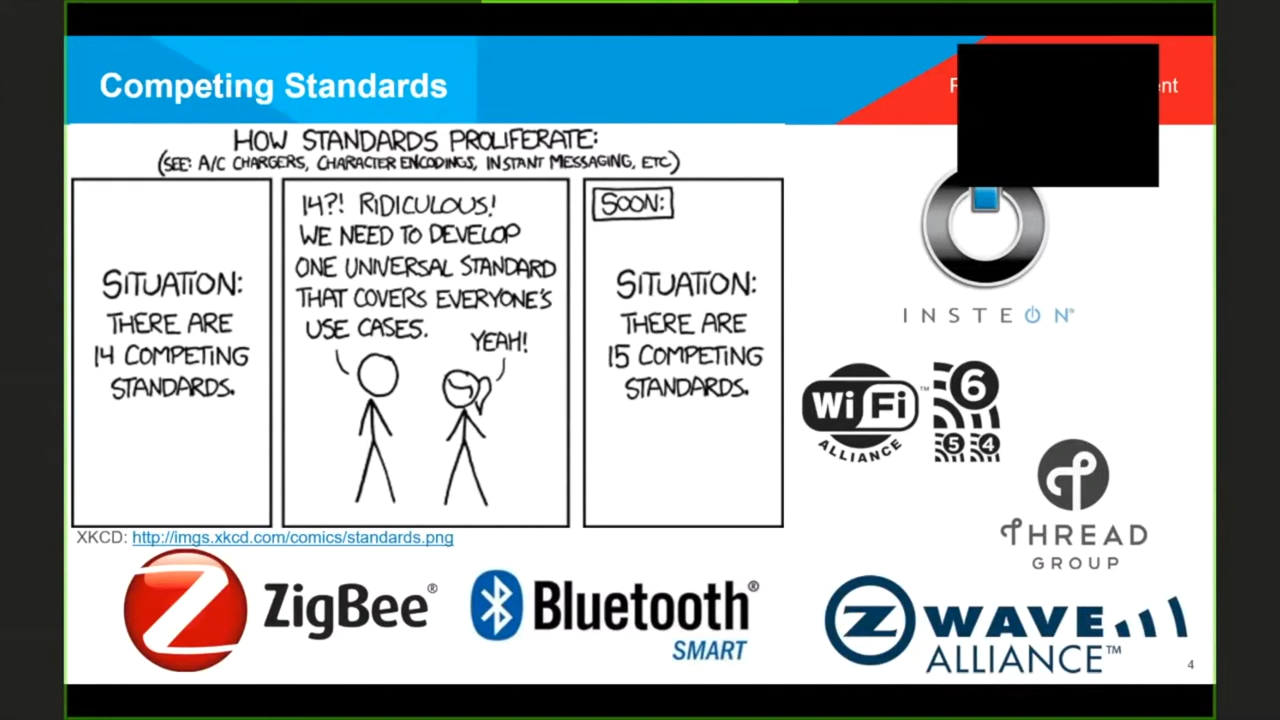 Competing Standards
HOW STANDARDS PROLIFERATE:
(SEE: A/C CHARGERS, CHARACTER ENCODINGS, INSTANT MESSAGING, ETC.)
SITUATION:
THERE ARE
14 COMPETING
STANDARDS.
14?! RIDICULOUS!
WE NEED TO DEVELOP
ONE UNIVERSAL STANDARD
THAT COVERS EVERYONE'S
USE CASES.
YEAH!
SOON:
SITUATION:
THERE ARE
15 COMPETING
STANDARDS.
XKCD: http://imgs.xkcd.com/comics/standards.png
INSTEON®
Wi Fi™
ALLIANCE
6
5 4
THREAD
GROUP
Z ZigBee®
Bluetooth®
SMART
Z WAVE
ALLIANCE™
4